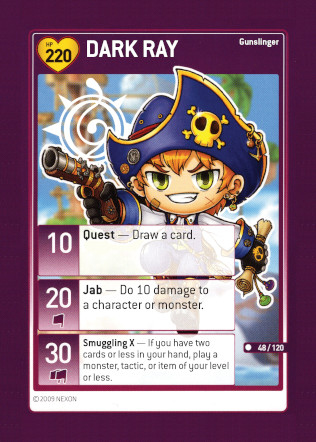 HP
220
DARK RAY
Gunslinger
10
Quest — Draw a card.
20
Jab — Do 10 damage to
a character or monster.
30
Smuggling X — If you have two
cards or less in your hand, play a
monster, tactic, or item of your level
or less.
48/120
© 2009 NEXON